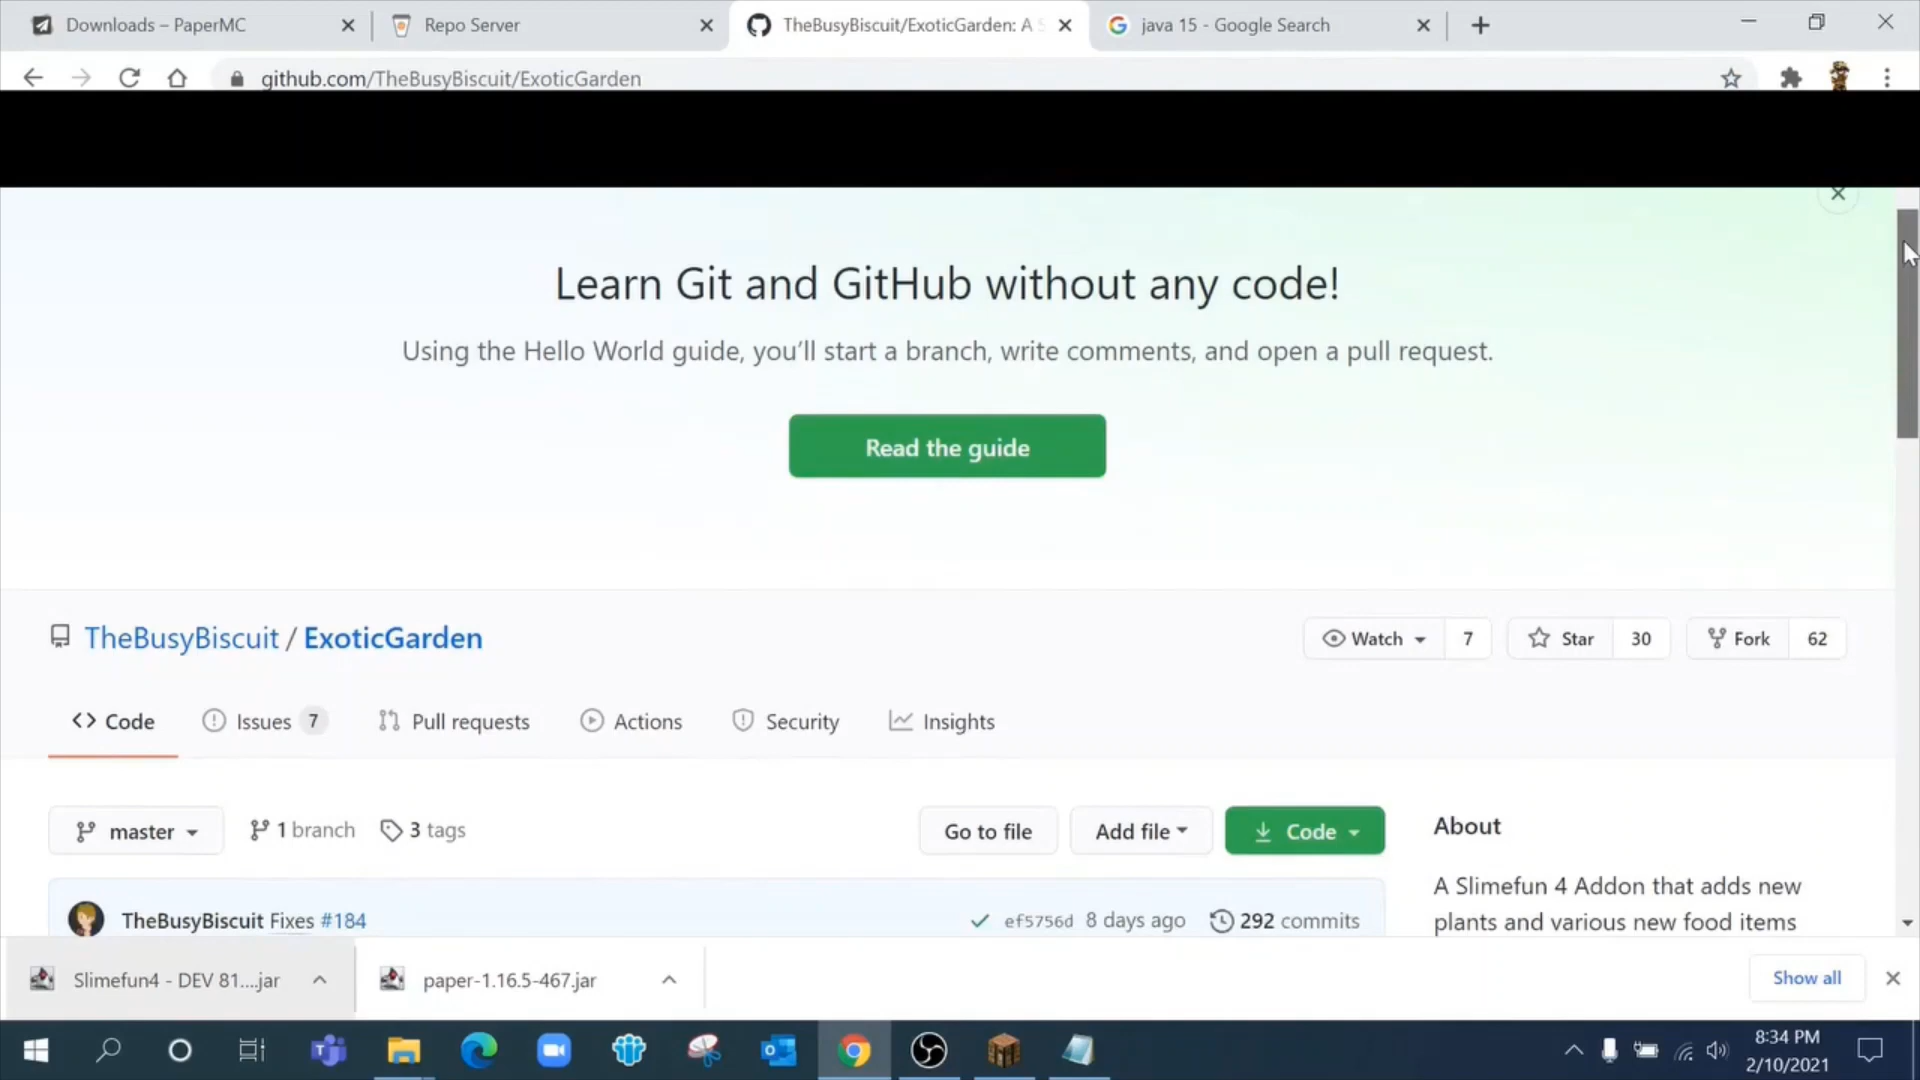 Downloads – PaperMC
Repo Server
TheBusyBiscuit/ExoticGarden: A S
java 15 - Google Search
github.com/TheBusyBiscuit/ExoticGarden
Learn Git and GitHub without any code!
Using the Hello World guide, you’ll start a branch, write comments, and open a pull request.
Read the guide
TheBusyBiscuit / ExoticGarden
Watch 7
Star 30
Fork 62
Code
Issues 7
Pull requests
Actions
Security
Insights
master
1 branch
3 tags
Go to file
Add file
Code
About
A Slimefun 4 Addon that adds new
plants and various new food items
TheBusyBiscuit Fixes #184
ef5756d 8 days ago
292 commits
Slimefun4 - DEV 81....jar
paper-1.16.5-467.jar
Show all
8:34 PM
2/10/2021